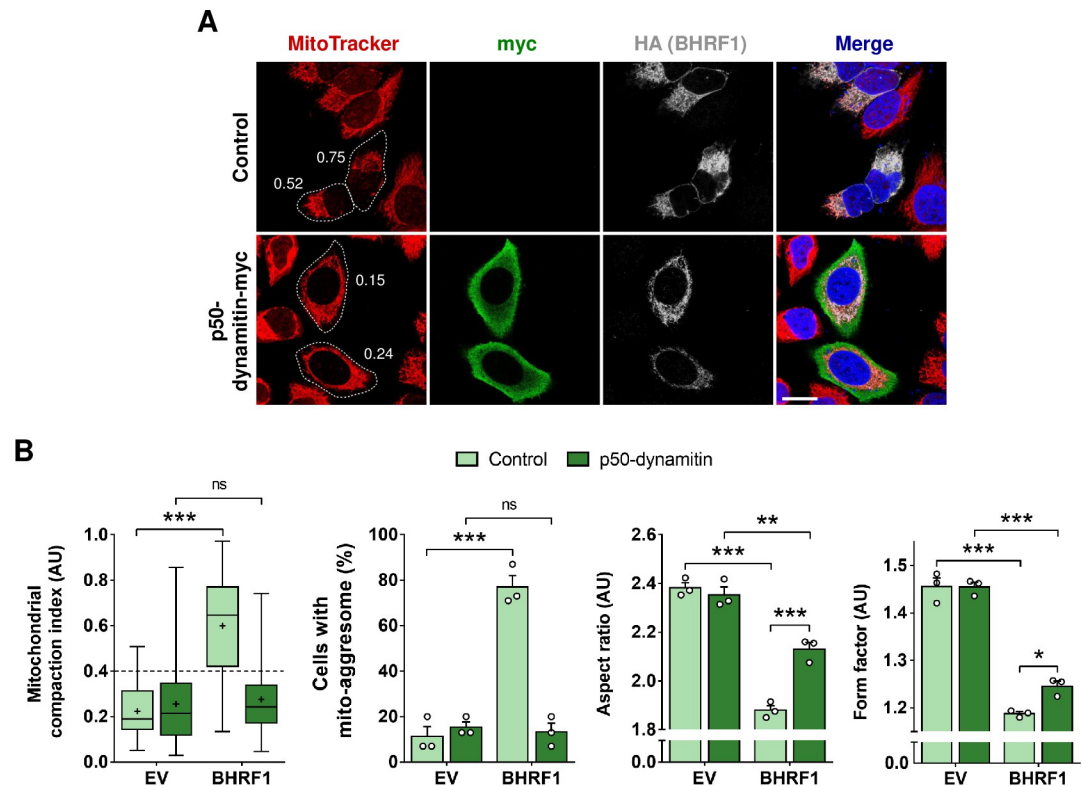 A
MitoTracker
myc
HA (BHRF1)
Merge
Control
0.75
0.52
p50-
dynamitin-myc
0.15
0.24
B
Control
p50-dynamitin
Mitochondrial
compaction index (AU)
1.0
0.8
0.6
0.4
0.2
0.0
ns
***
EV
BHRF1
Cells with
mito-aggresome (%)
100
80
60
40
20
0
ns
***
EV
BHRF1
Aspect ratio (AU)
2.6
2.4
2.2
2.0
1.8
0.0
**
***
***
EV
BHRF1
Form factor (AU)
1.5
1.4
1.3
1.2
0.0
***
***
*
EV
BHRF1